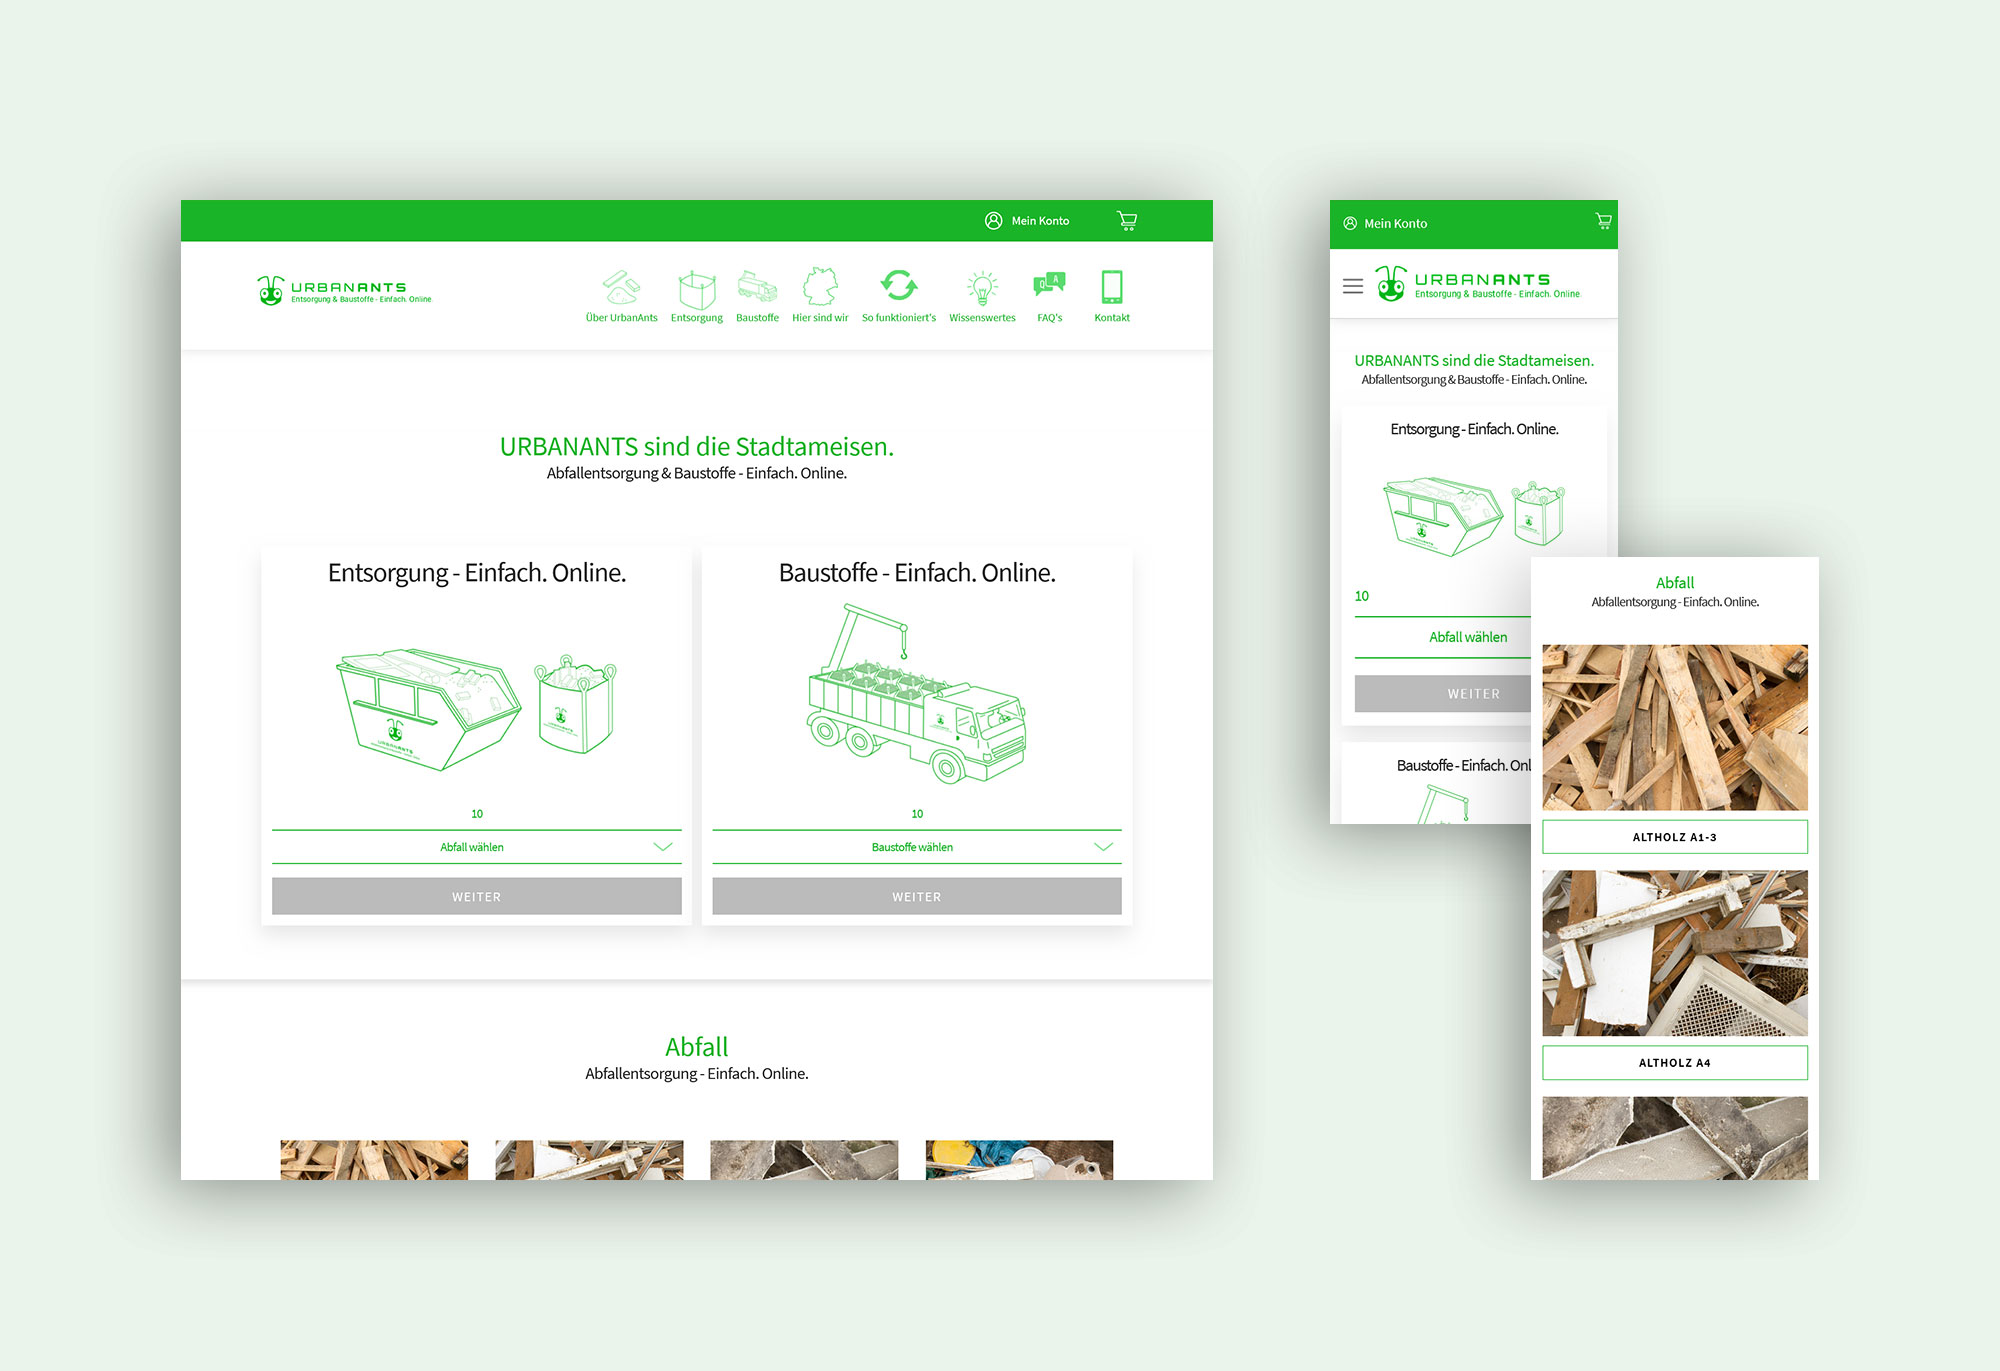 Mein Konto
URBANANTS
Entsorgung & Baustoffe - Einfach. Online.
Über UrbanAnts
Entsorgung
Baustoffe
Hier sind wir
So funktioniert's
Wissenswertes
Q A
FAQ's
Kontakt
URBANANTS sind die Stadtameisen.
Abfallentsorgung & Baustoffe - Einfach. Online.
Entsorgung - Einfach. Online.
URBANANTS
10
Abfall wählen
WEITER
Baustoffe - Einfach. Online.
10
Baustoffe wählen
WEITER
Abfall
Abfallentsorgung - Einfach. Online.
Mein Konto
URBANANTS
Entsorgung & Baustoffe - Einfach. Online
URBANANTS sind die Stadtameisen.
Abfallentsorgung & Baustoffe - Einfach. Online.
Entsorgung - Einfach. Online.
10
Abfall wählen
WEITER
Baustoffe - Einfach. Onl
Abfall
Abfallentsorgung - Einfach. Online.
ALTHOLZ A1-3
ALTHOLZ A4